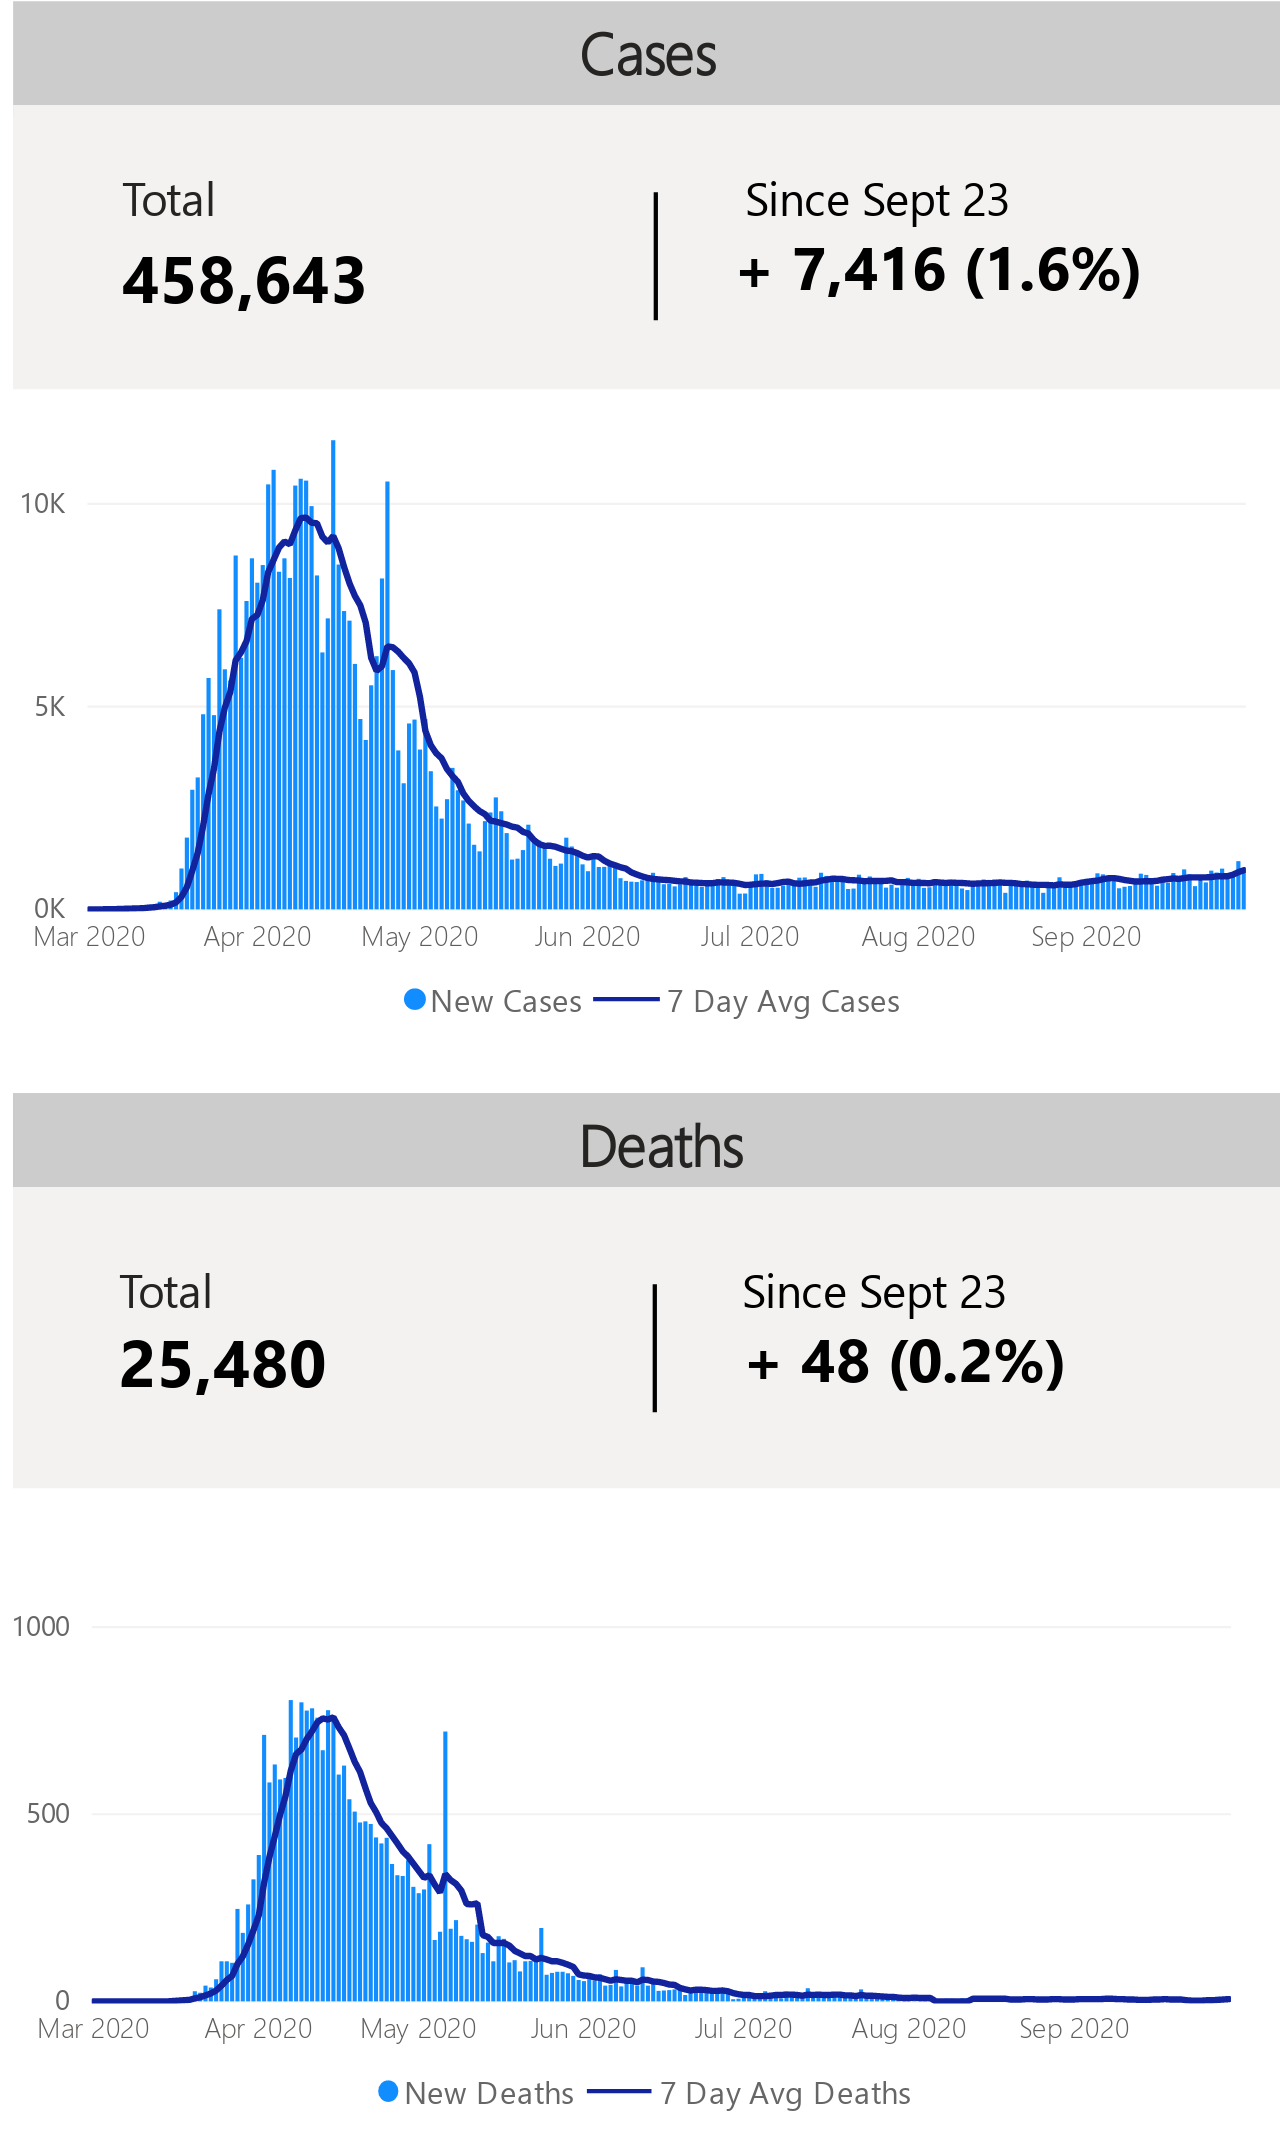 Cases
Total
Since Sept 23
458,643
+ 7,416 (1.6%)
10K
5K
0K
Mar 2020 Apr 2020 May 2020 Jun 2020 Jul 2020 Aug 2020 Sep 2020
New Cases 7 Day Avg Cases
Deaths
Total
Since Sept 23
25,480
+ 48 (0.2%)
1000
500
0
Mar 2020 Apr 2020 May 2020 Jun 2020 Jul 2020 Aug 2020 Sep 2020
New Deaths 7 Day Avg Deaths